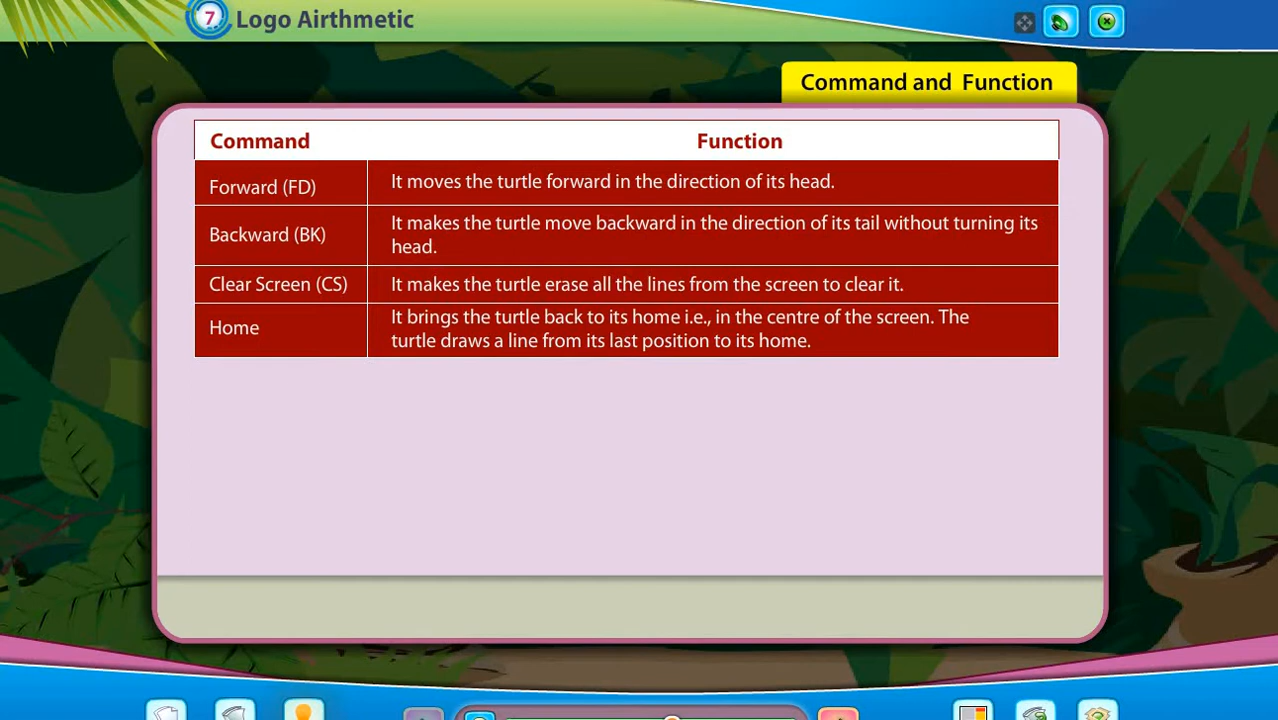 7 Logo Airthmetic
Command and Function
Command Function
Forward (FD) It moves the turtle forward in the direction of its head.
Backward (BK) It makes the turtle move backward in the direction of its tail without turning its
head.
Clear Screen (CS) It makes the turtle erase all the lines from the screen to clear it.
Home It brings the turtle back to its home i.e., in the centre of the screen. The
turtle draws a line from its last position to its home.